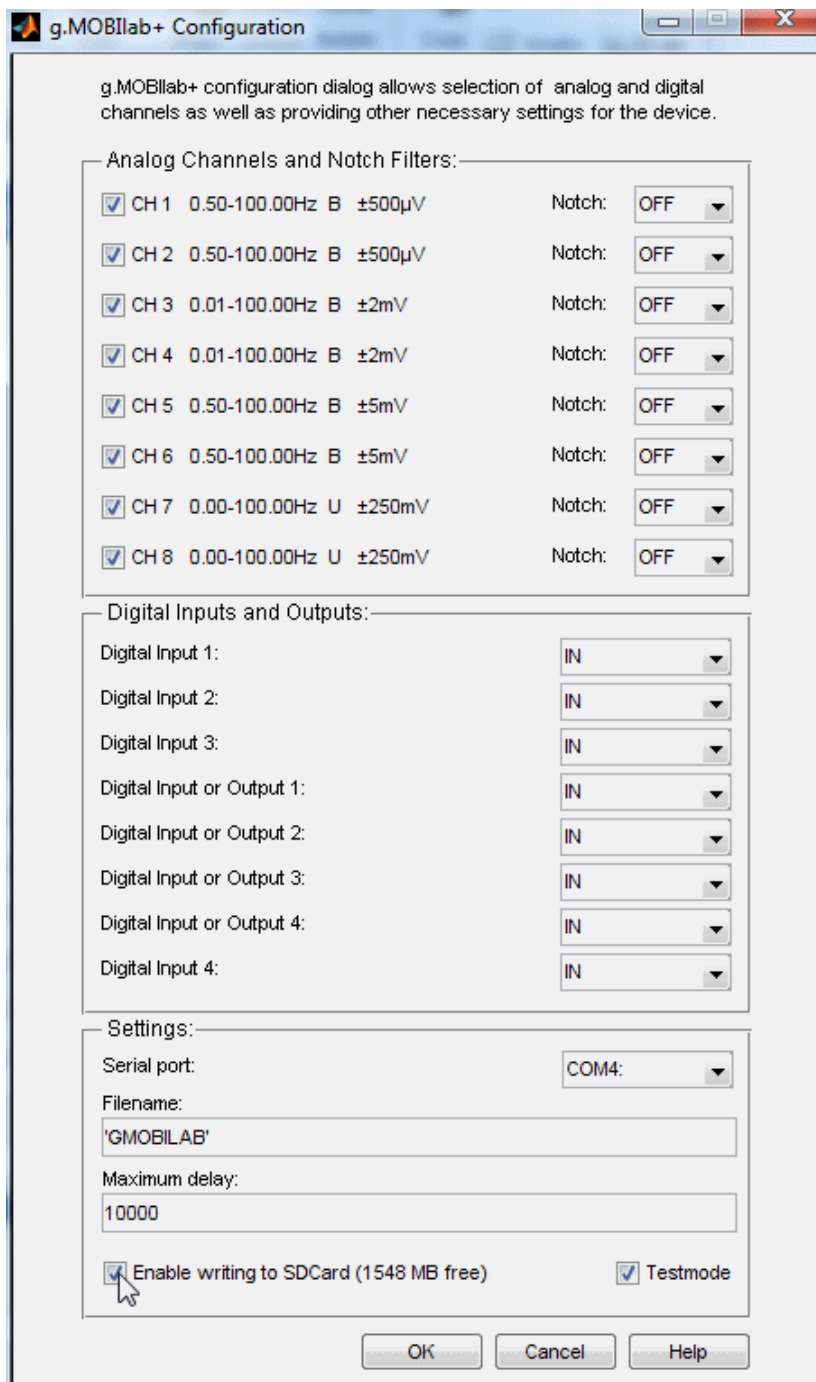 g.MOBIlab+ Configuration
g.MOBIlab+ configuration dialog allows selection of analog and digital
channels as well as providing other necessary settings for the device.
Analog Channels and Notch Filters:
CH 1 0.50-100.00Hz B ±500µV Notch: OFF
CH 2 0.50-100.00Hz B ±500µV Notch: OFF
CH 3 0.01-100.00Hz B ±2mV Notch: OFF
CH 4 0.01-100.00Hz B ±2mV Notch: OFF
CH 5 0.50-100.00Hz B ±5mV Notch: OFF
CH 6 0.50-100.00Hz B ±5mV Notch: OFF
CH 7 0.00-100.00Hz U ±250mV Notch: OFF
CH 8 0.00-100.00Hz U ±250mV Notch: OFF
Digital Inputs and Outputs:
Digital Input 1: IN
Digital Input 2: IN
Digital Input 3: IN
Digital Input or Output 1: IN
Digital Input or Output 2: IN
Digital Input or Output 3: IN
Digital Input or Output 4: IN
Digital Input 4: IN
Settings:
Serial port: COM4:
Filename:
'GMOBILAB'
Maximum delay:
10000
Enable writing to SDCard (1548 MB free) Testmode
OK Cancel Help